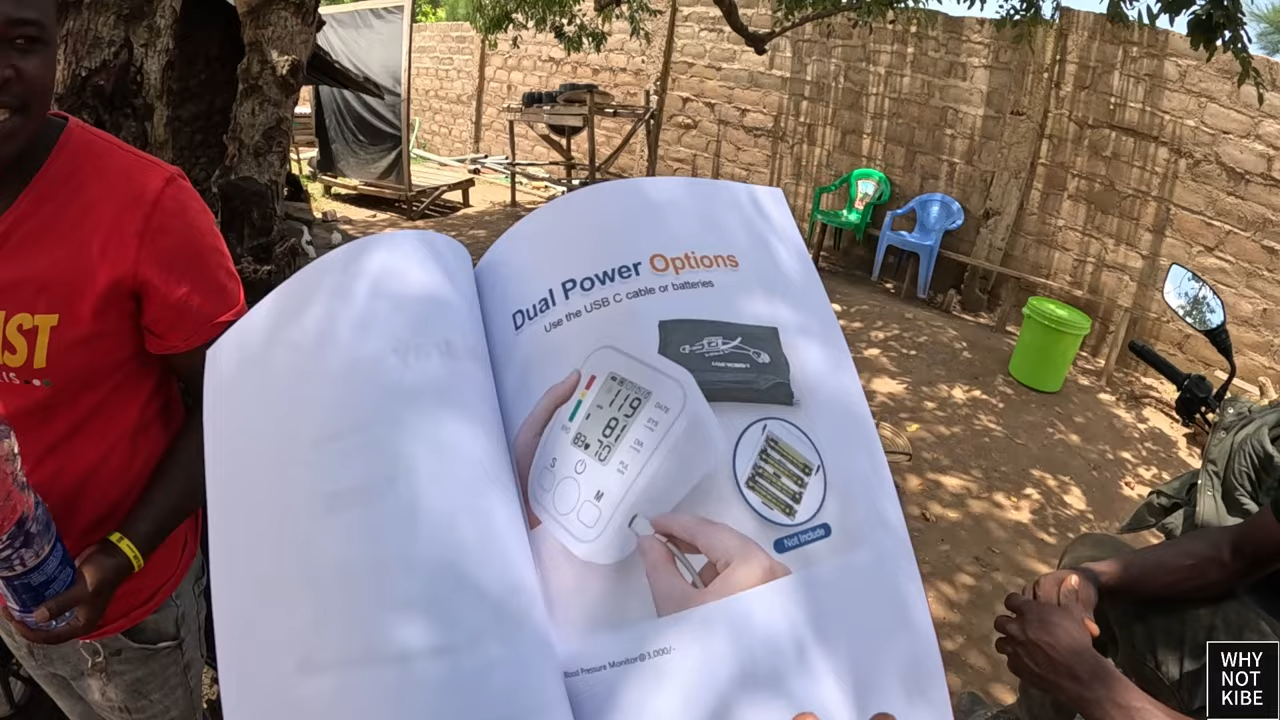 Dual Power Options
Use the USB C cable or batteries
119
81
83 70
DATE
SYS
DIA
PUL
S
M
Not Include
Blood Pressure Monitor@3,000/-
WHY
NOT
KIBE